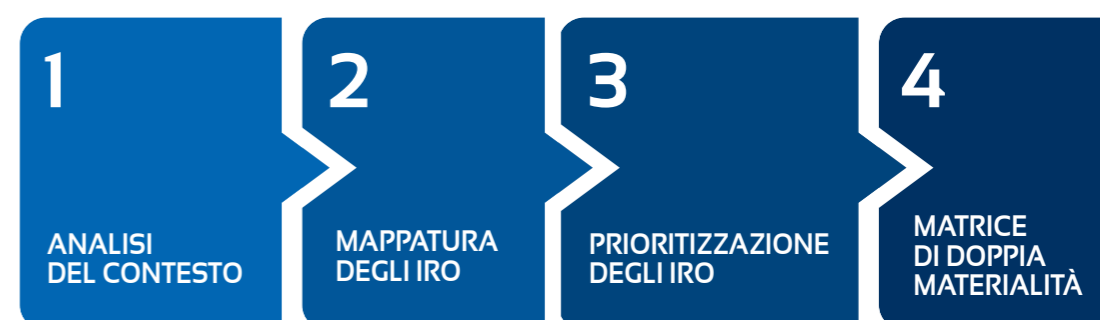 1
ANALISI
DEL CONTESTO
2
MAPPATURA
DEGLI IRO
3
PRIORITIZZAZIONE
DEGLI IRO
4
MATRICE
DI DOPPIA
MATERIALITÀ